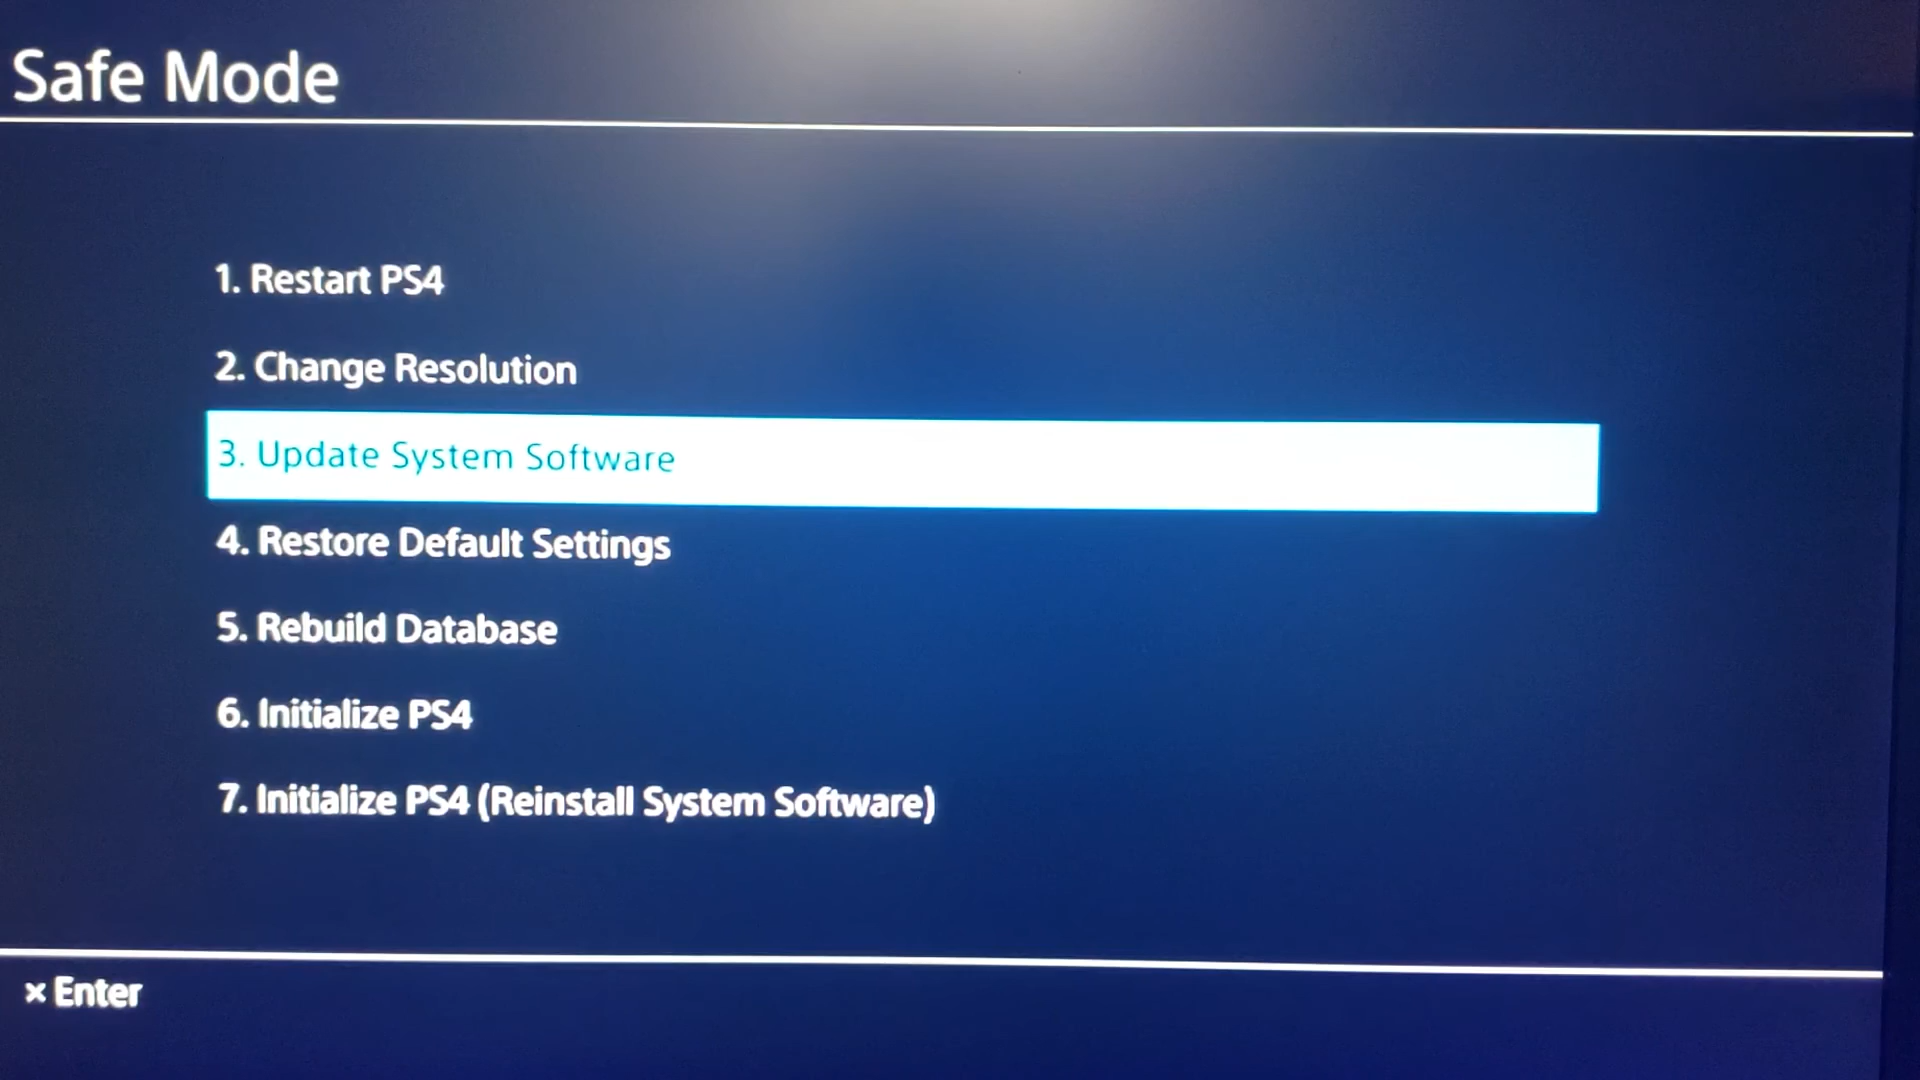 Safe Mode
1. Restart PS4
2. Change Resolution
3. Update System Software
4. Restore Default Settings
5. Rebuild Database
6. Initialize PS4
7. Initialize PS4 (Reinstall System Software)
× Enter